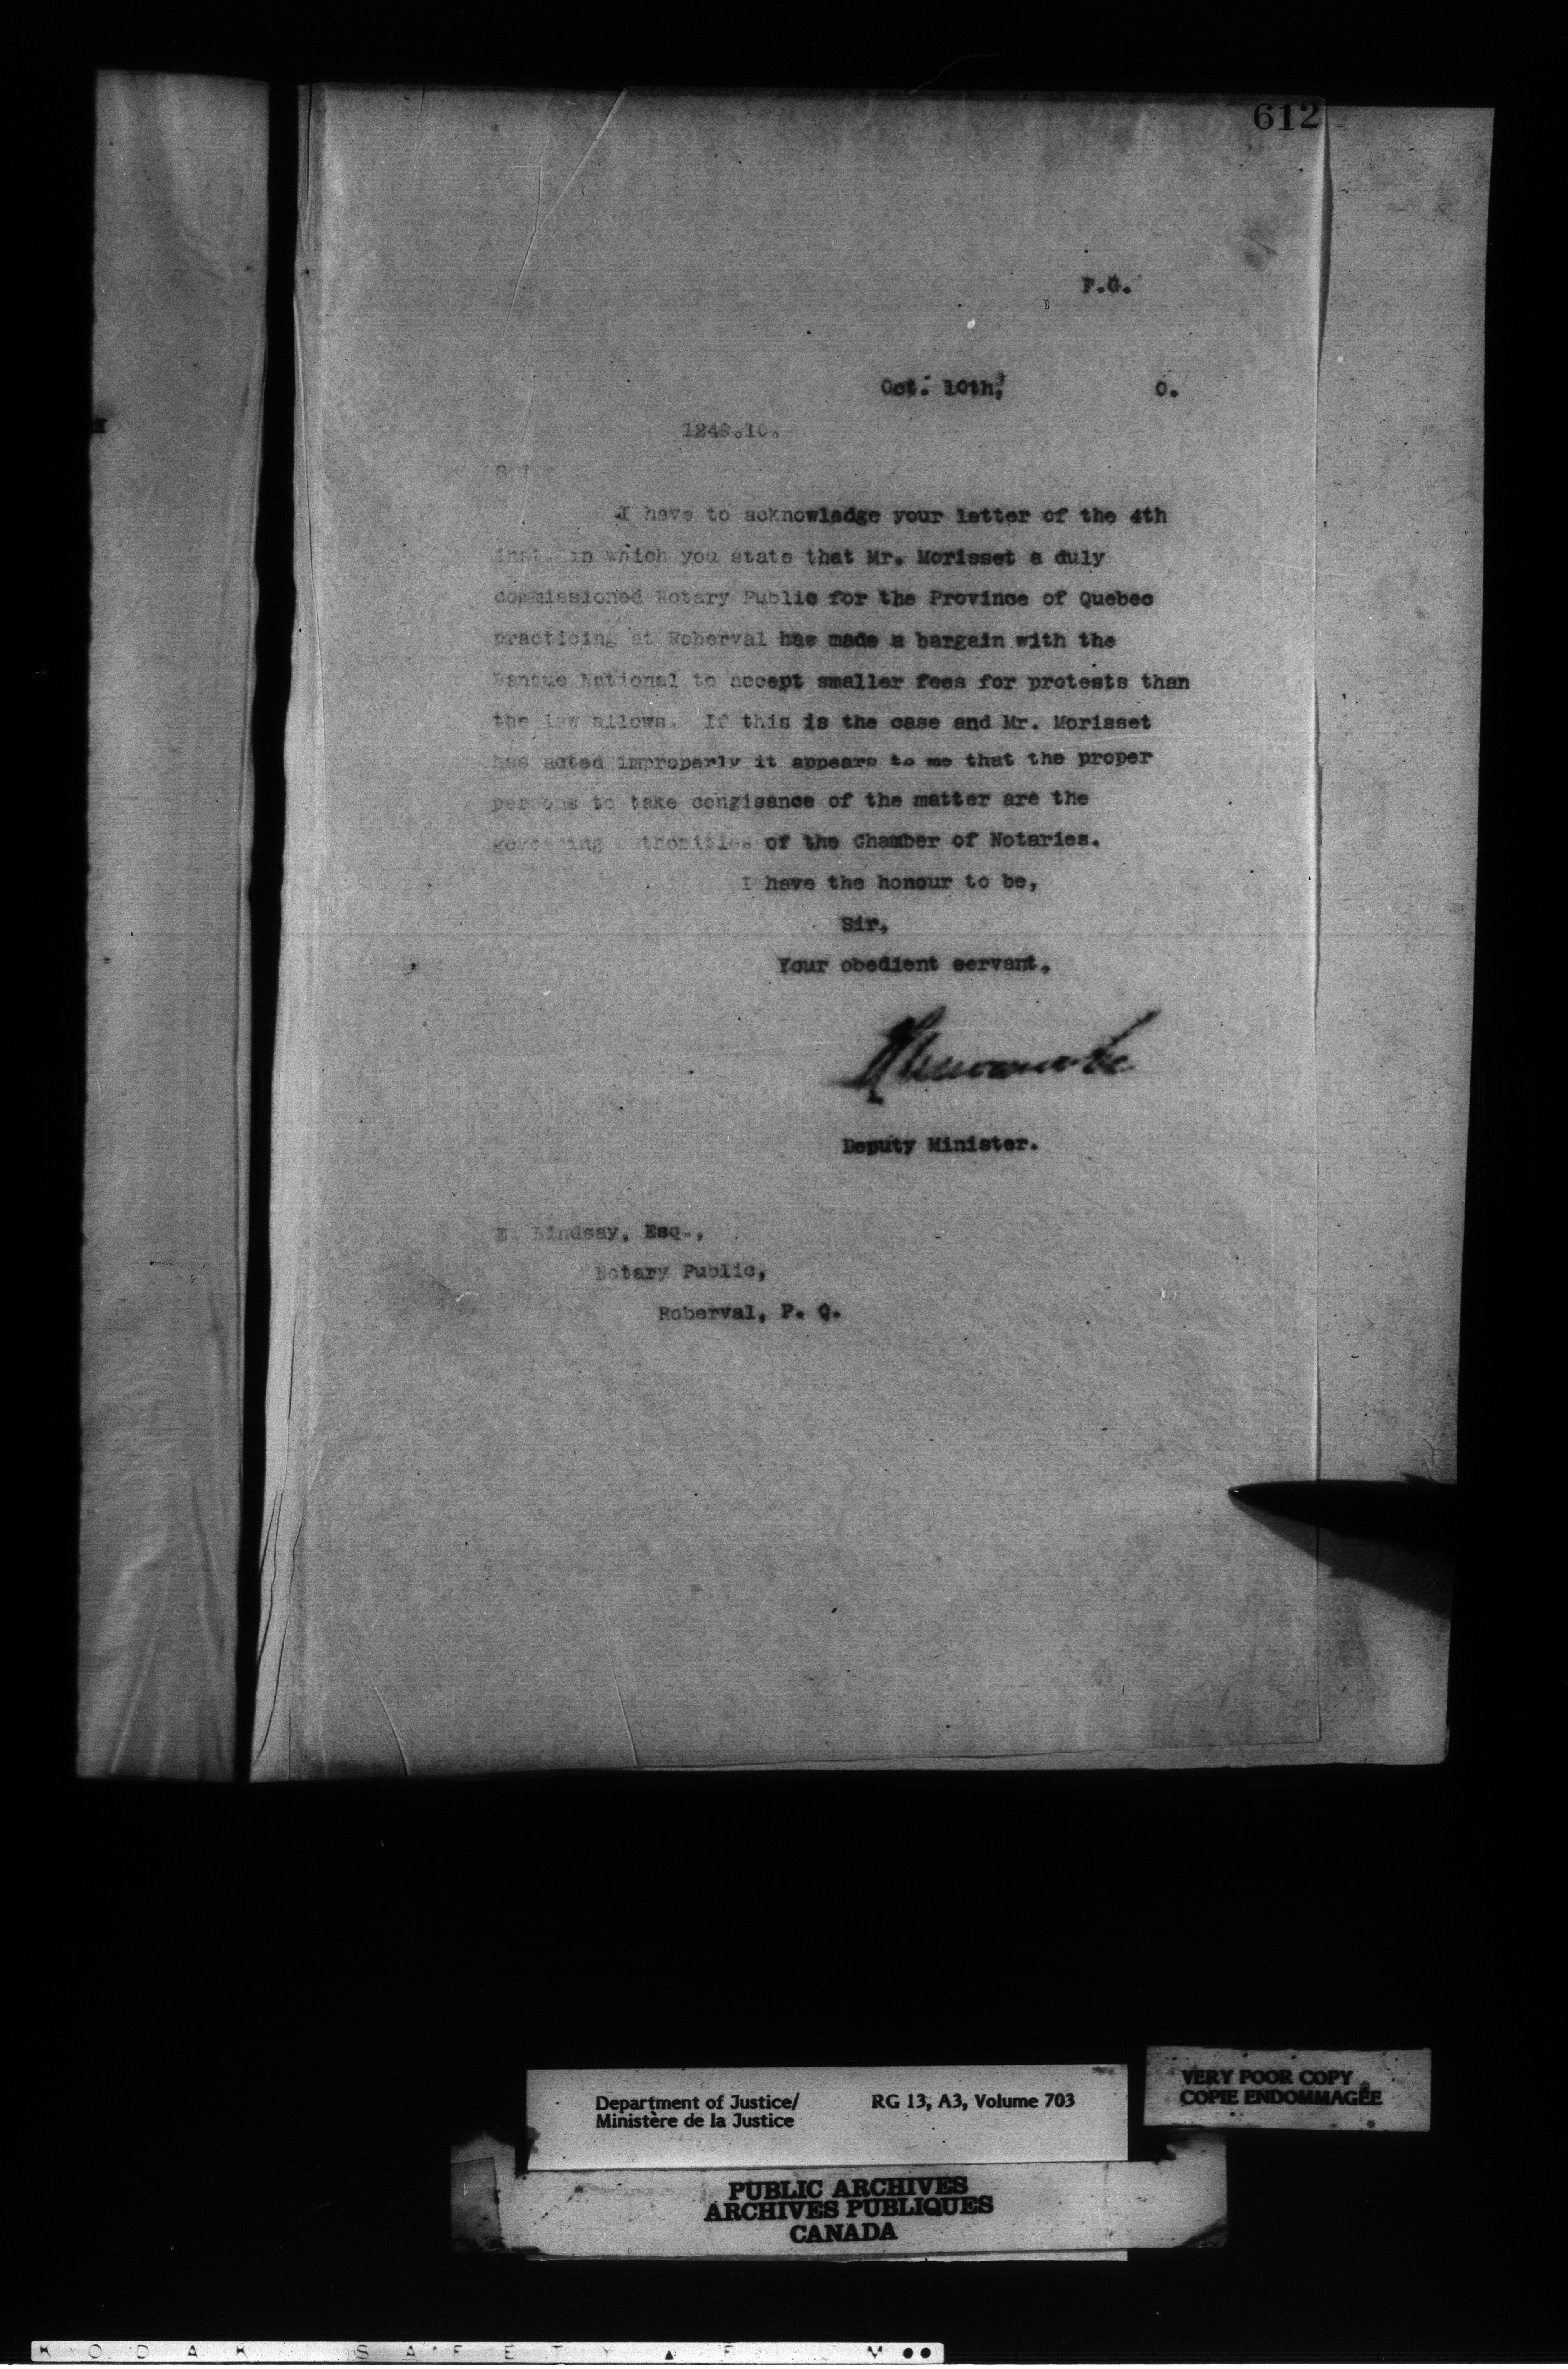 612
F.G.
Oct. 10th, 0.
1249.10.
I have to acknowledge your letter of the 4th
inst. in which you state that Mr. Morisset a duly
commissioned Notary Public for the Province of Quebec
practicing at Roberval has made a bargain with the
Banque National to accept smaller fees for protests than
the law allows. If this is the case and Mr. Morisset
has acted improperly it appears to me that the proper
persons to take congisance of the matter are the
governing authorities of the Chamber of Notaries.
I have the honour to be,
Sir,
Your obedient servant,
Deputy Minister.
E. Lindsay, Esq.,
Notary Public,
Roberval, P. Q.
Department of Justice/ RG 13, A3, Volume 703
Ministère de la Justice
VERY POOR COPY
COPIE ENDOMMAGÉE
PUBLIC ARCHIVES
ARCHIVES PUBLIQUES
CANADA
KODAK SAFETY FILM